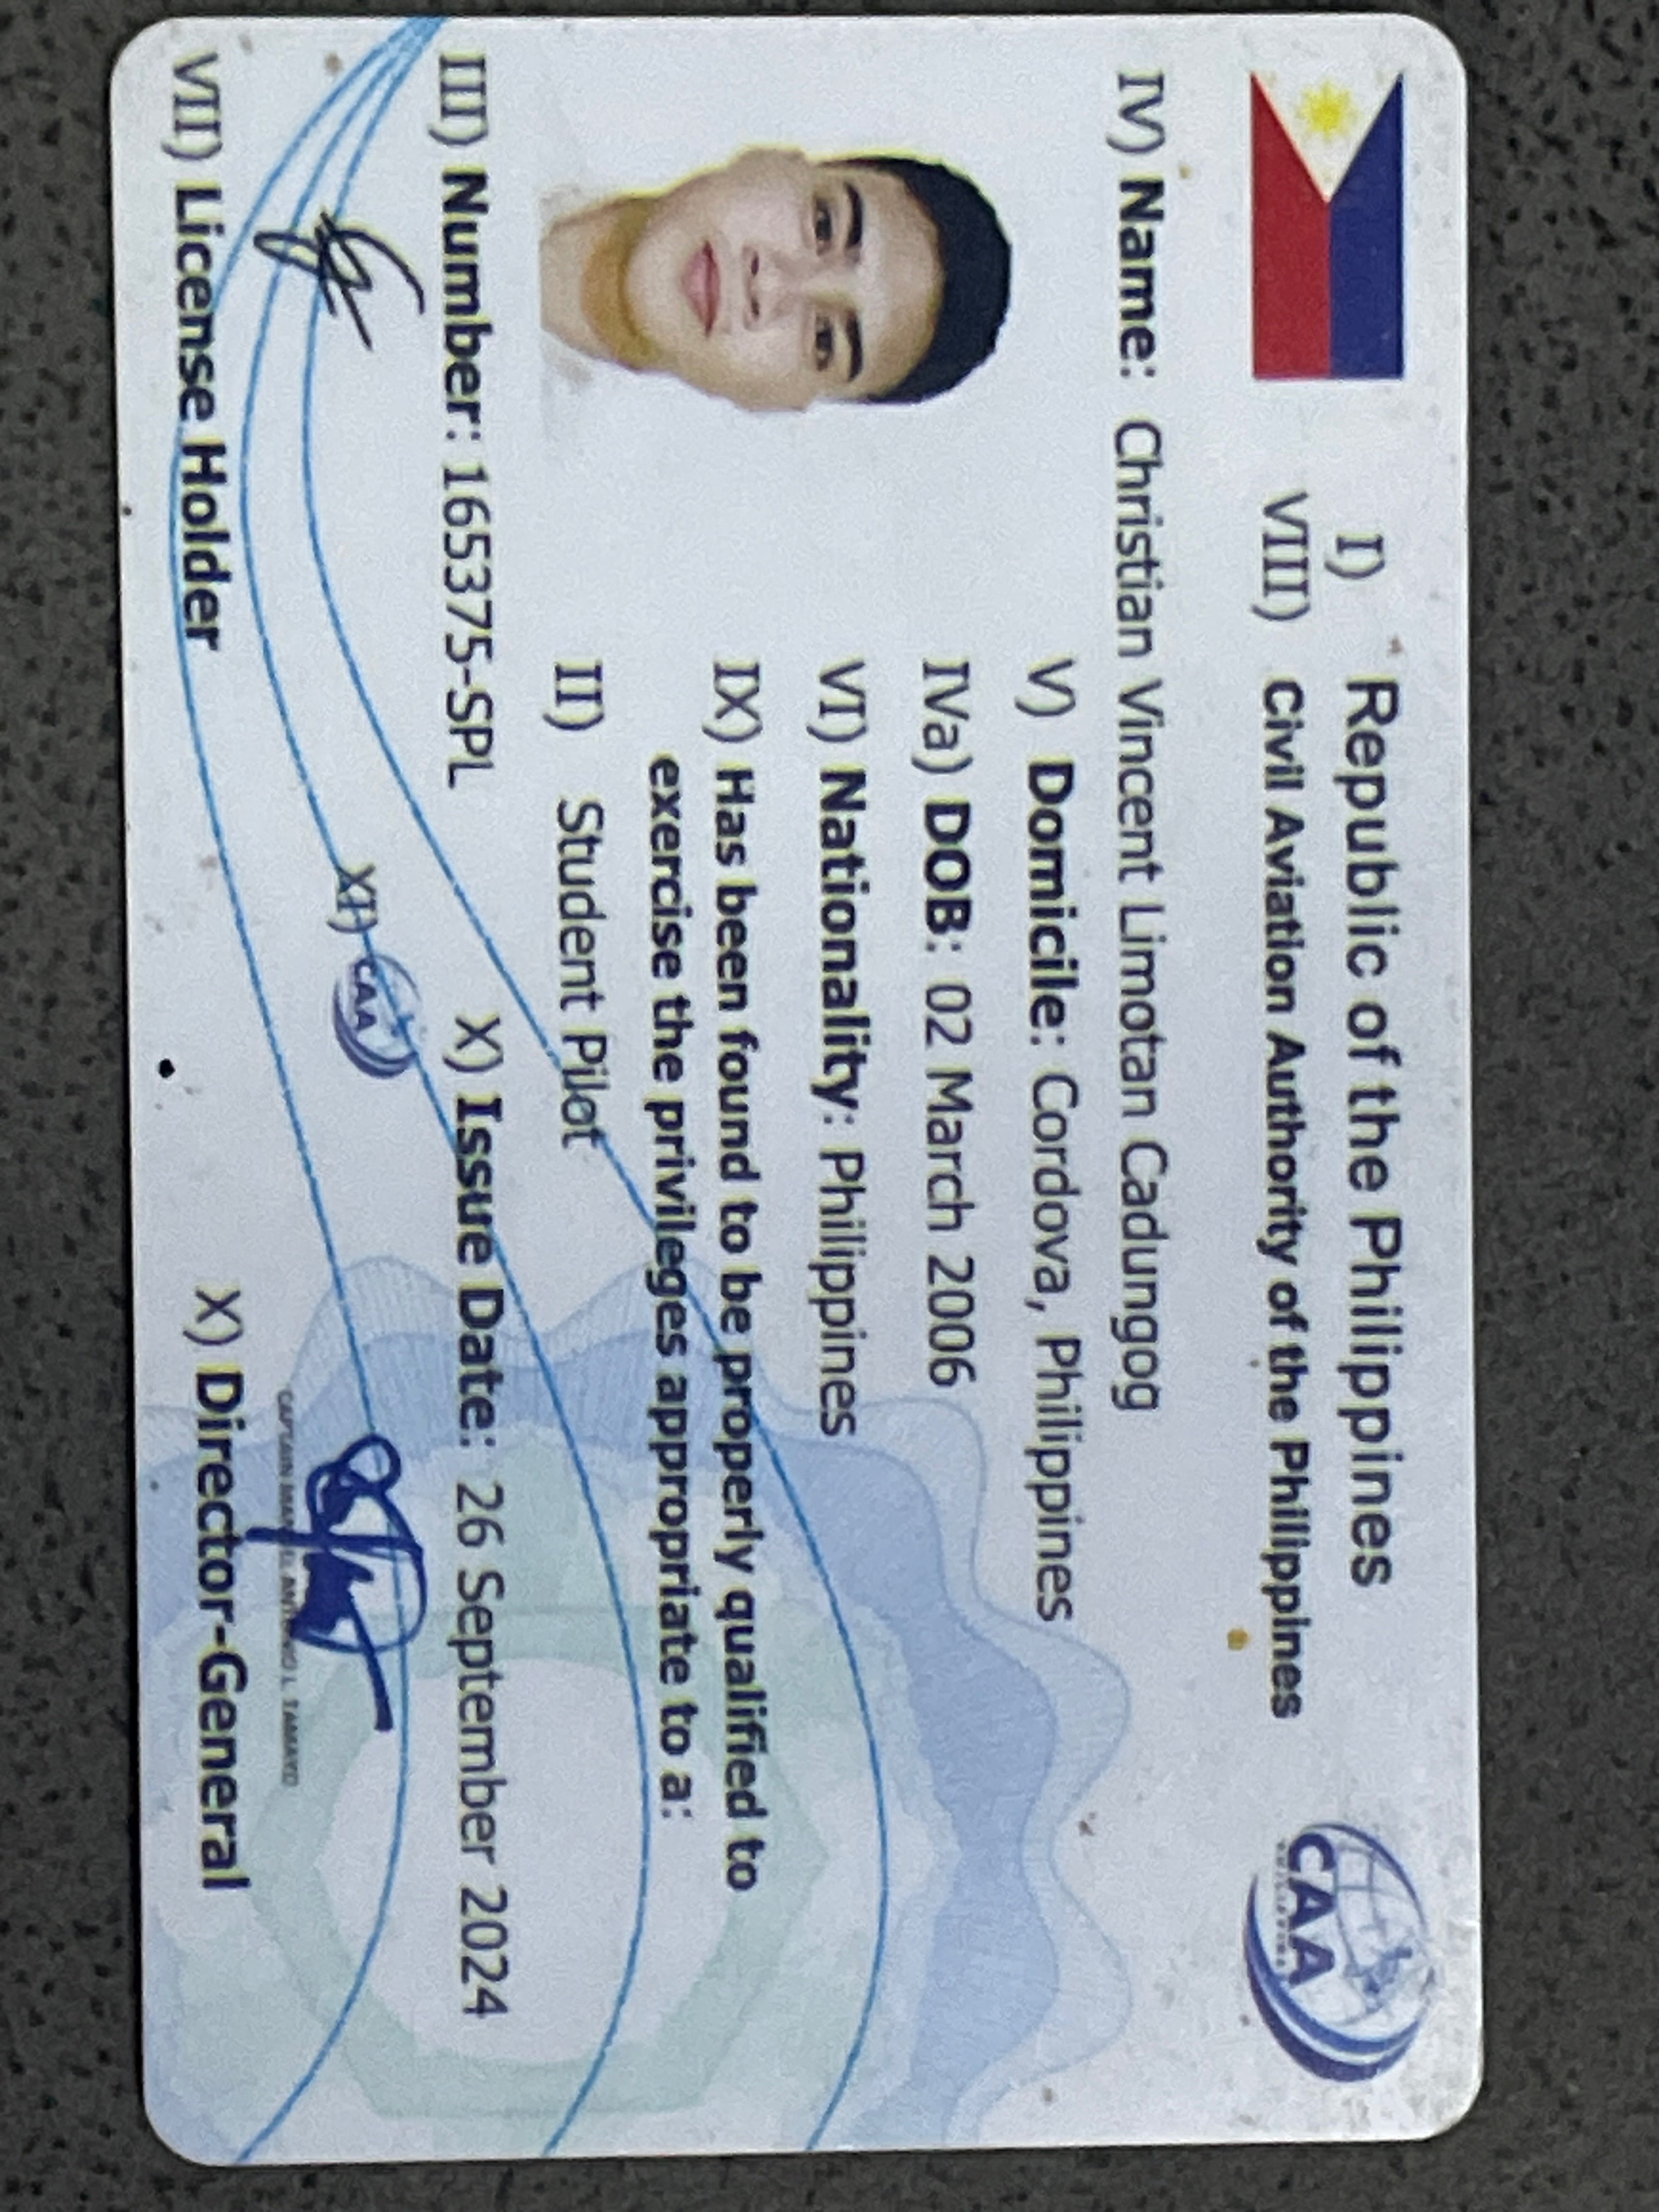 I) Republic of the Philippines
VIII) Civil Aviation Authority of the Philippines
CAA
IV) Name: Christian Vincent Limotan Cadungog
V) Domicile: Cordova, Philippines
IVa) DOB: 02 March 2006
VI) Nationality: Philippines
IX) Has been found to be properly qualified to
exercise the privileges appropriate to a:
II) Student Pilot
III) Number: 165375-SPL
X) Issue Date: 26 September 2024
XI) CAA
CAPTAIN L. TAMAYO
VII) License Holder
X) Director-General